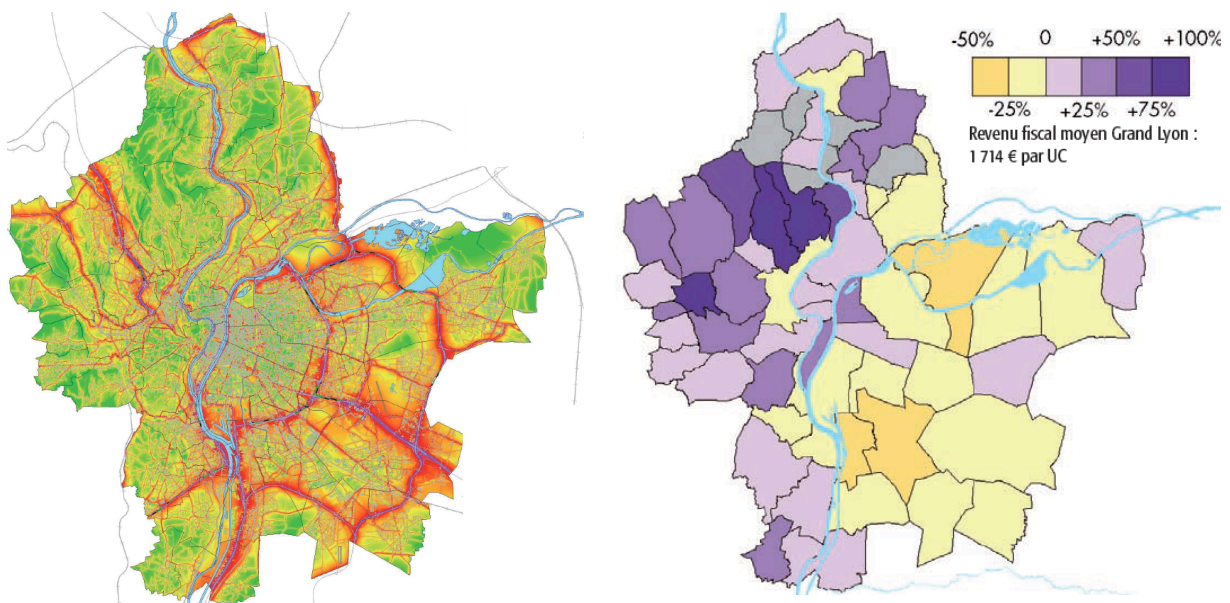 -50% 0 +50% +100%
-25% +25% +75%
Revenu fiscal moyen Grand Lyon :
1 714 € par UC